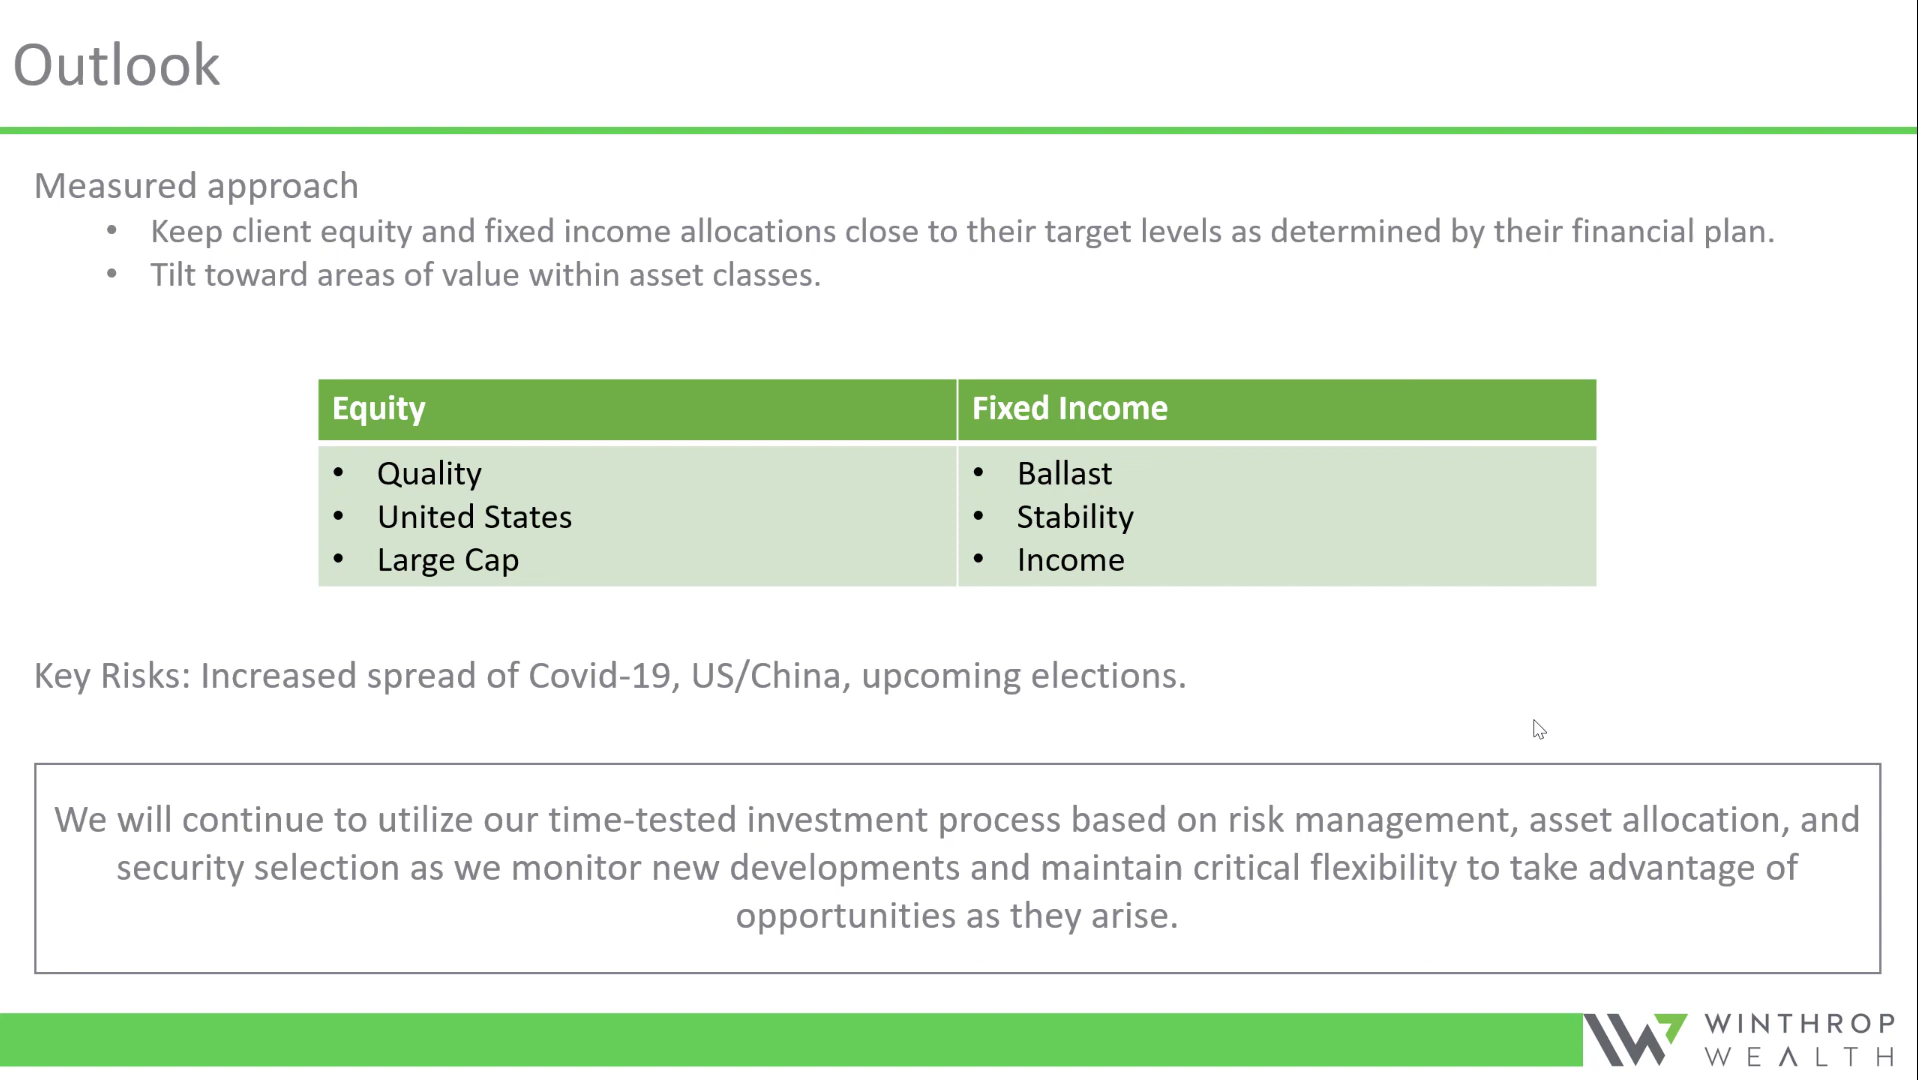 Outlook
Measured approach
• Keep client equity and fixed income allocations close to their target levels as determined by their financial plan.
• Tilt toward areas of value within asset classes.
Equity
• Quality
• United States
• Large Cap
Fixed Income
• Ballast
• Stability
• Income
Key Risks: Increased spread of Covid-19, US/China, upcoming elections.
We will continue to utilize our time-tested investment process based on risk management, asset allocation, and
security selection as we monitor new developments and maintain critical flexibility to take advantage of
opportunities as they arise.
WINTHROP
WEALTH